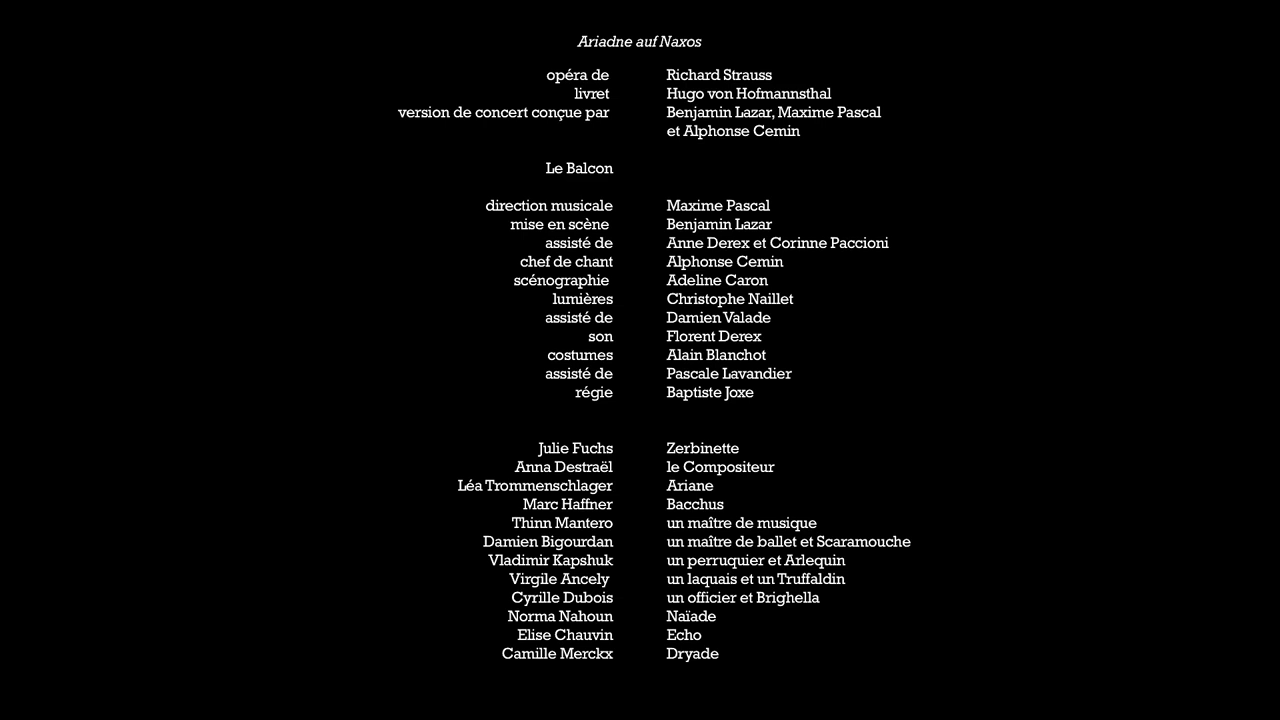 Ariadne auf Naxos
opéra de Richard Strauss
livret Hugo von Hofmannsthal
version de concert conçue par Benjamin Lazar, Maxime Pascal
et Alphonse Cemin
Le Balcon
direction musicale Maxime Pascal
mise en scène Benjamin Lazar
assisté de Anne Derex et Corinne Paccioni
chef de chant Alphonse Cemin
scénographie Adeline Caron
lumières Christophe Naillet
assisté de Damien Valade
son Florent Derex
costumes Alain Blanchot
assisté de Pascale Lavandier
régie Baptiste Joxe
Julie Fuchs Zerbinette
Anna Destraël le Compositeur
Léa Trommenschlager Ariane
Marc Haffner Bacchus
Thinn Mantero un maître de musique
Damien Bigourdan un maître de ballet et Scaramouche
Vladimir Kapshuk un perruquier et Arlequin
Virgile Ancely un laquais et un Truffaldin
Cyrille Dubois un officier et Brighella
Norma Nahoun Naïade
Elise Chauvin Echo
Camille Merckx Dryade